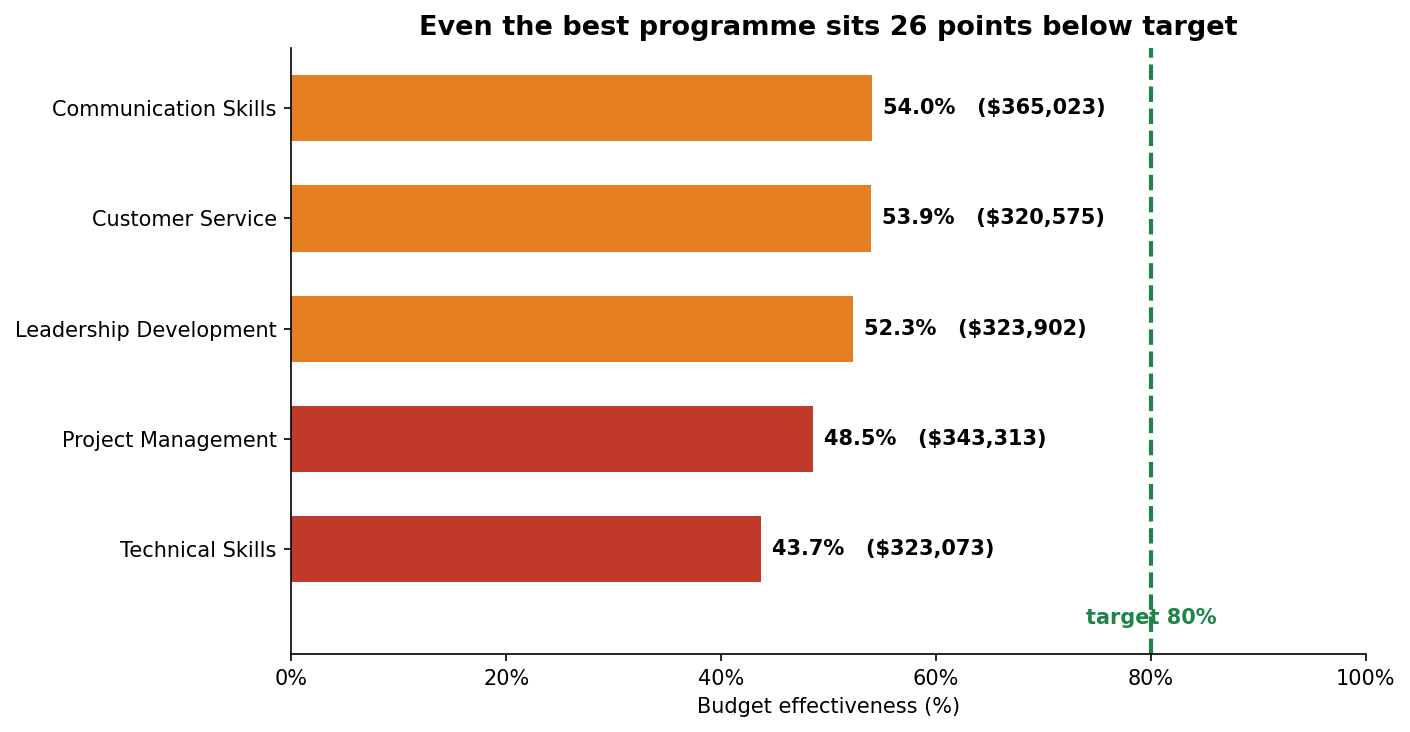 Even the best programme sits 26 points below target
Communication Skills 54.0% ($365,023)
Customer Service 53.9% ($320,575)
Leadership Development 52.3% ($323,902)
Project Management 48.5% ($343,313)
Technical Skills 43.7% ($323,073)
target 80%
0% 20% 40% 60% 80% 100%
Budget effectiveness (%)